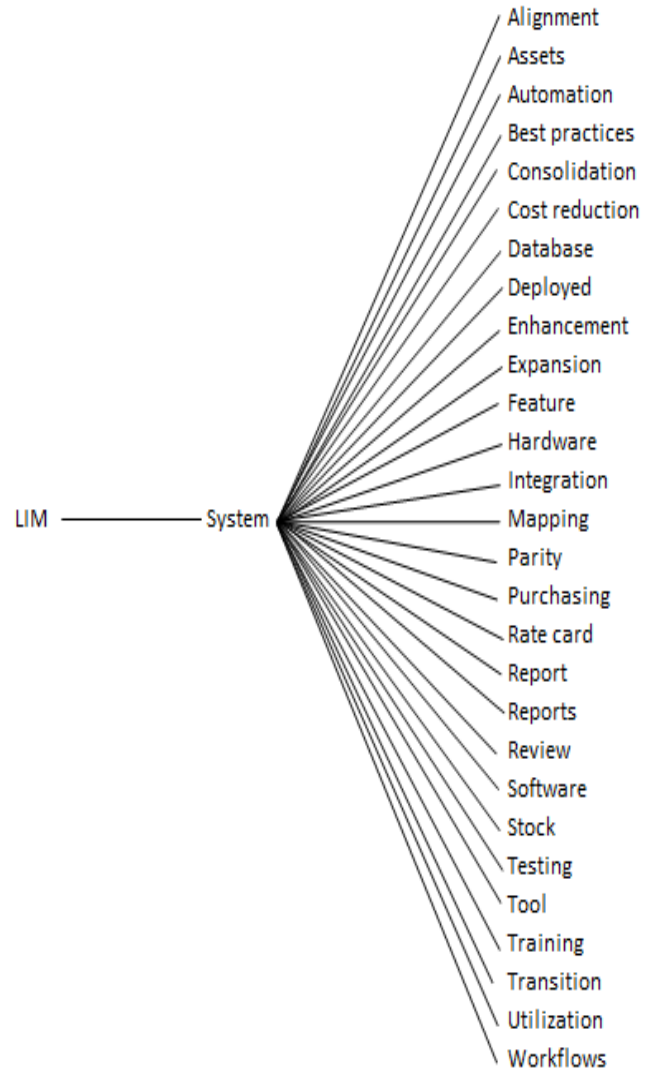 Alignment
Assets
Automation
Best practices
Consolidation
Cost reduction
Database
Deployed
Enhancement
Expansion
Feature
Hardware
Integration
LIM System Mapping
Parity
Purchasing
Rate card
Report
Reports
Review
Software
Stock
Testing
Tool
Training
Transition
Utilization
Workflows